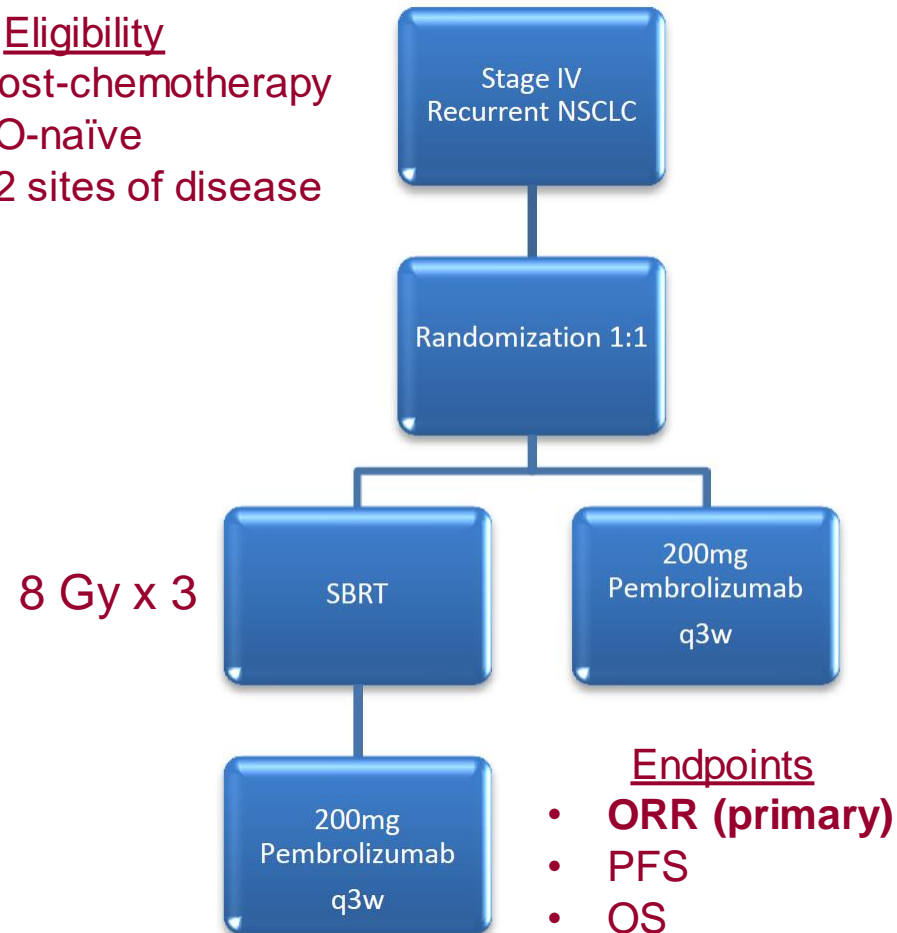 Eligibility
ost-chemotherapy
O-naïve
2 sites of disease
Stage IV
Recurrent NSCLC
Randomization 1:1
8 Gy x 3
SBRT
200mg
Pembrolizumab
q3w
200mg
Pembrolizumab
q3w
Endpoints
• ORR (primary)
• PFS
• OS